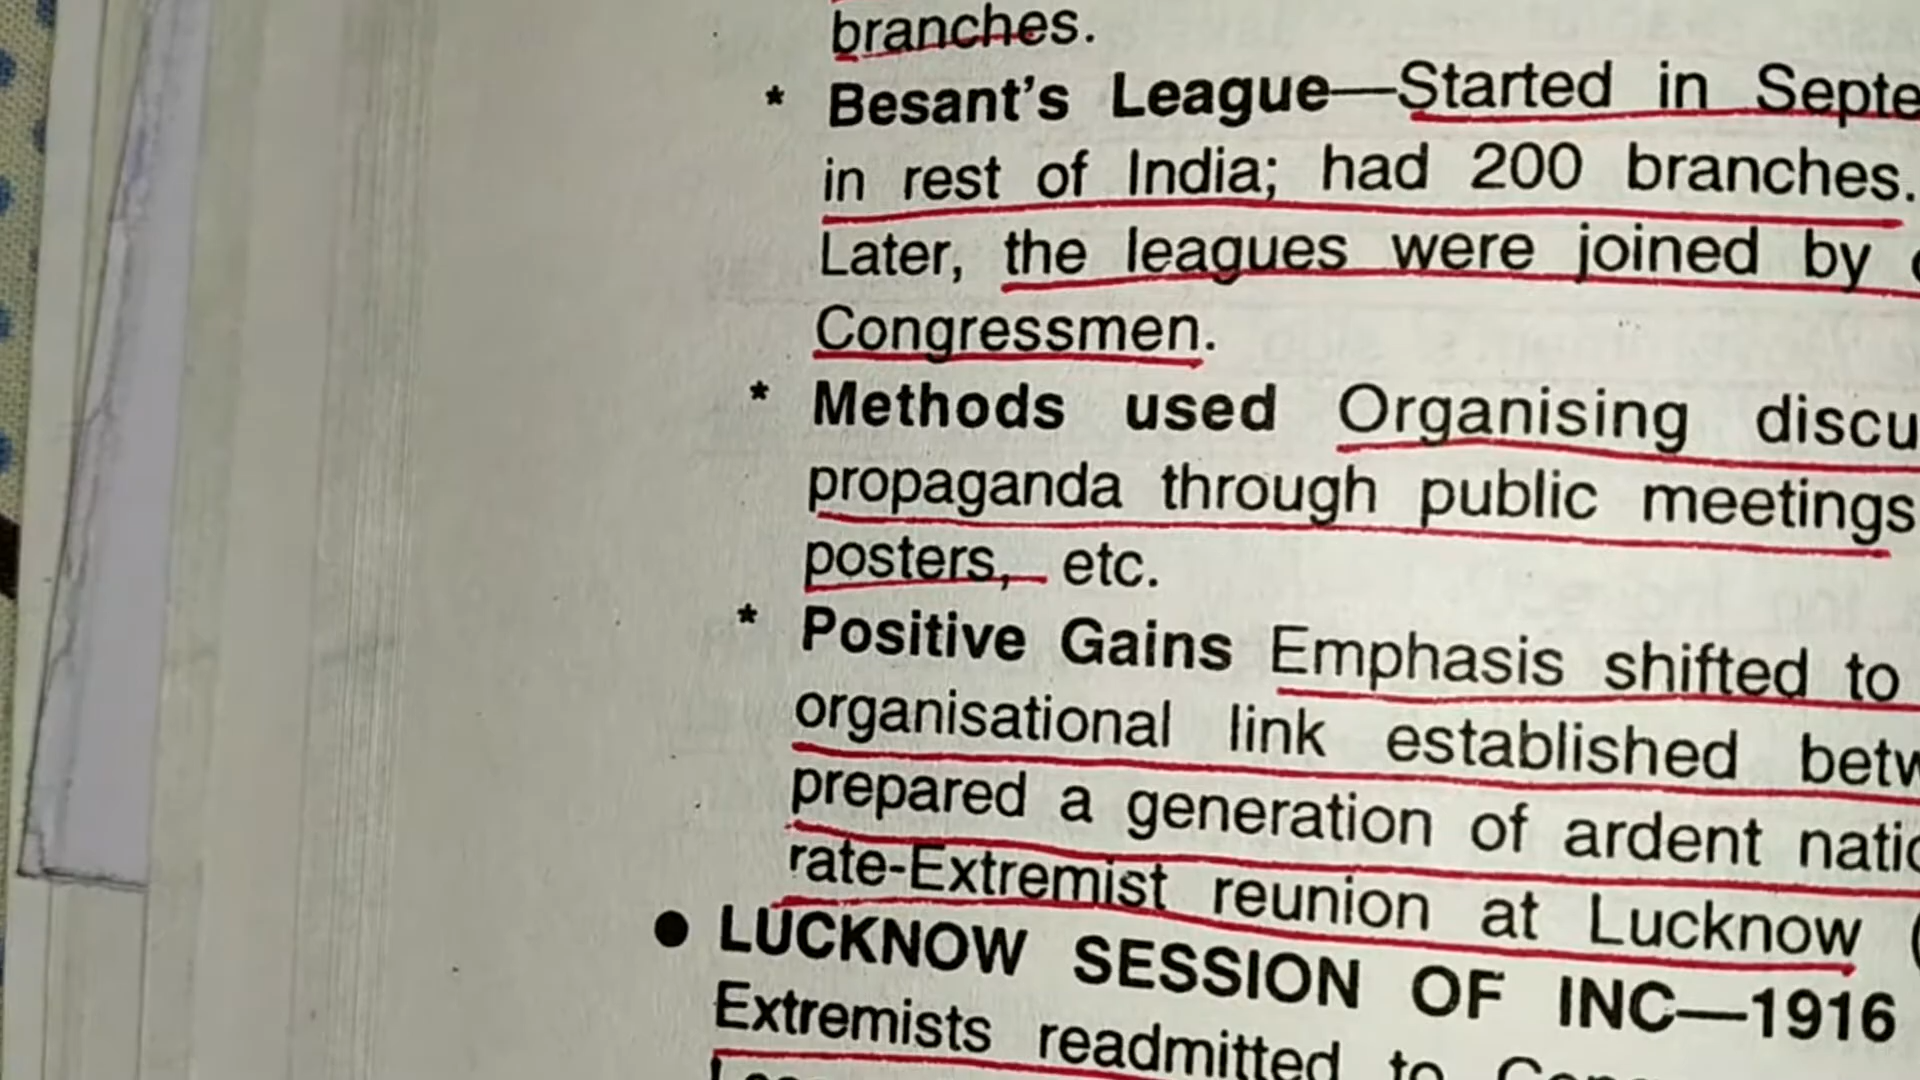 branches.
* Besant's League—Started in Septe
in rest of India; had 200 branches.
Later, the leagues were joined by
Congressmen.
* Methods used Organising discu
propaganda through public meetings
posters, etc.
* Positive Gains Emphasis shifted to
organisational link established betw
prepared a generation of ardent natio
rate-Extremist reunion at Lucknow (
● LUCKNOW SESSION OF INC—1916
Extremists readmitted to